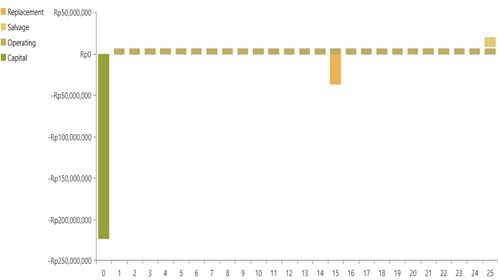 Replacement
Salvage
Operating
Capital
Rp50,000,000
Rp0
-Rp50,000,000
-Rp100,000,000
-Rp150,000,000
-Rp200,000,000
-Rp250,000,000
0 1 2 3 4 5 6 7 8 9 10 11 12 13 14 15 16 17 18 19 20 21 22 23 24 25